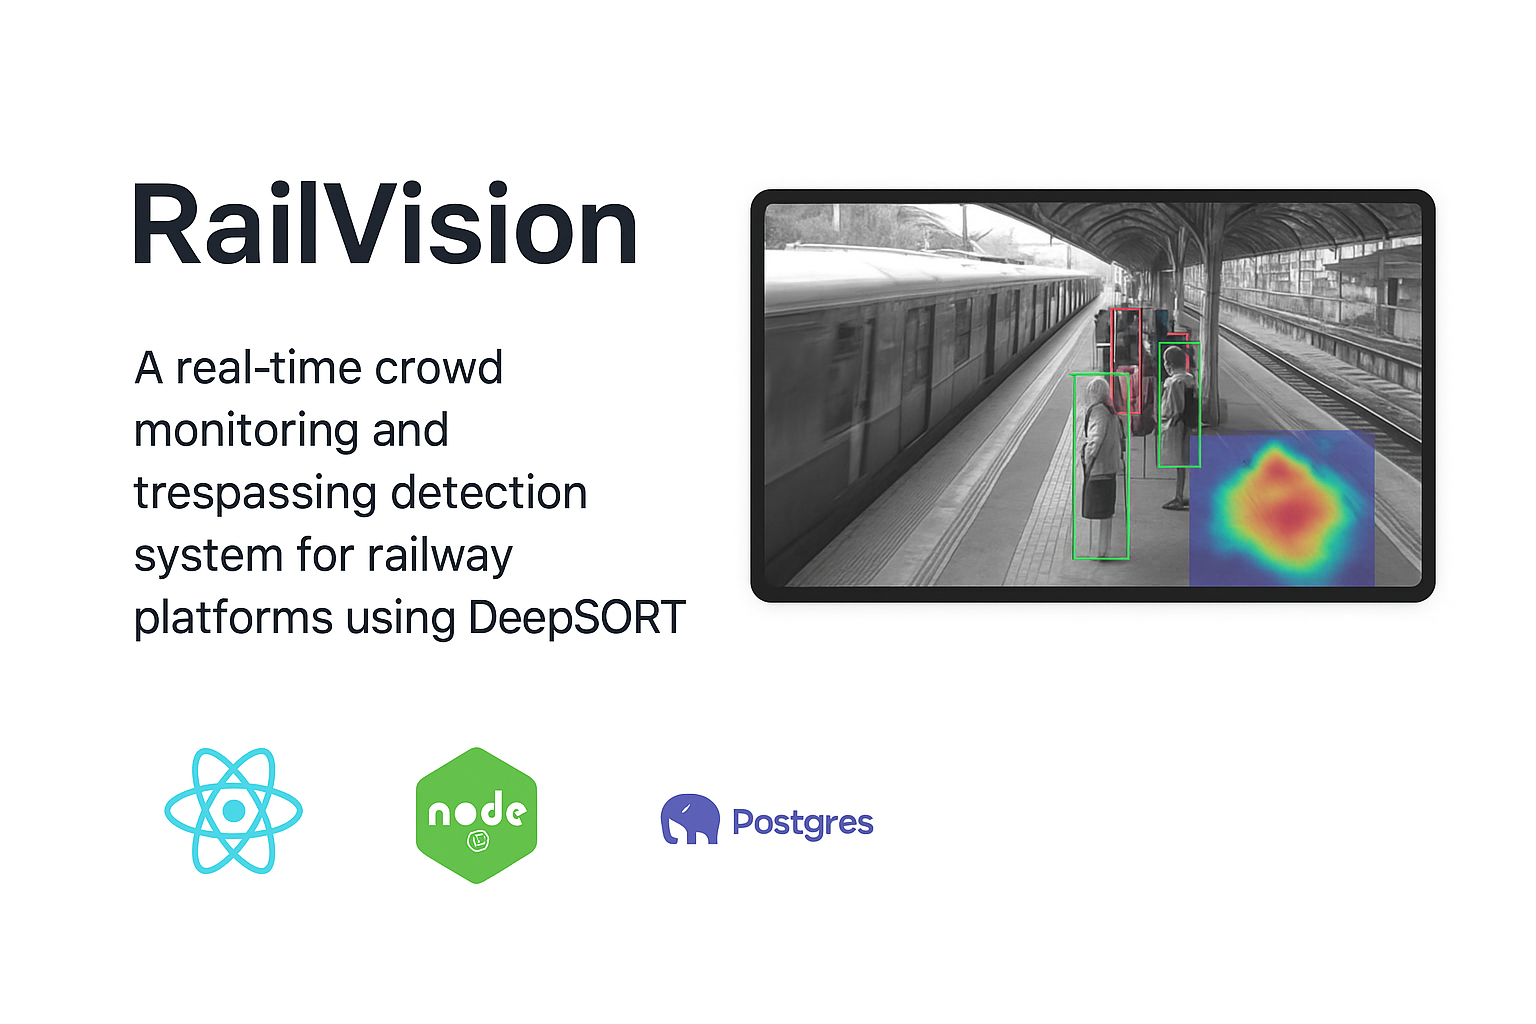 RailVision
A real-time crowd
monitoring and
trespassing detection
system for railway
platforms using DeepSORT
node
Postgres